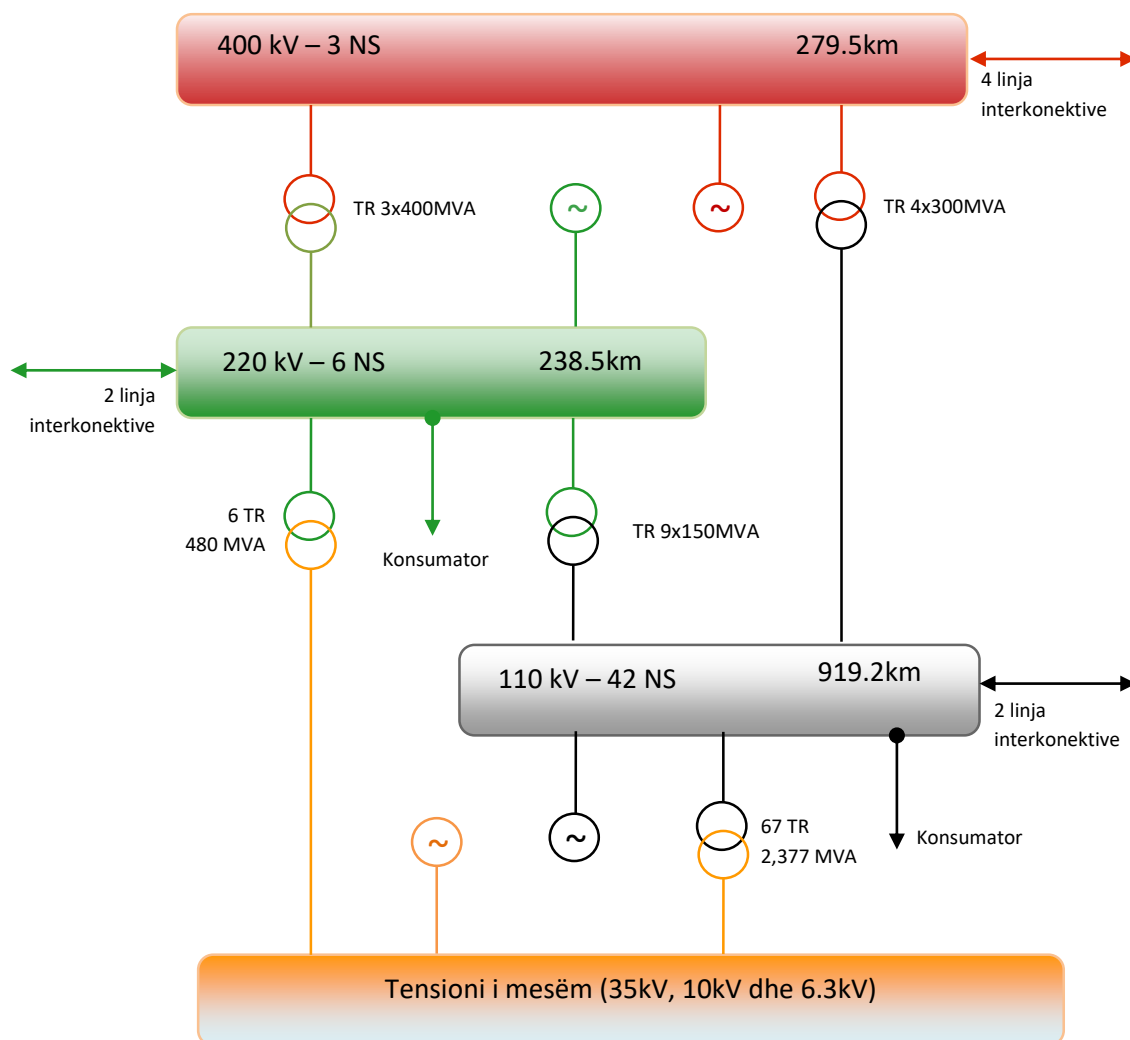 400 kV – 3 NS
279.5km
4 linja
interkonektive
TR 3x400MVA
~
~
TR 4x300MVA
220 kV – 6 NS
238.5km
2 linja
interkonektive
6 TR
480 MVA
Konsumator
TR 9x150MVA
110 kV – 42 NS
919.2km
2 linja
interkonektive
~
~
67 TR
2,377 MVA
Konsumator
Tensioni i mesëm (35kV, 10kV dhe 6.3kV)